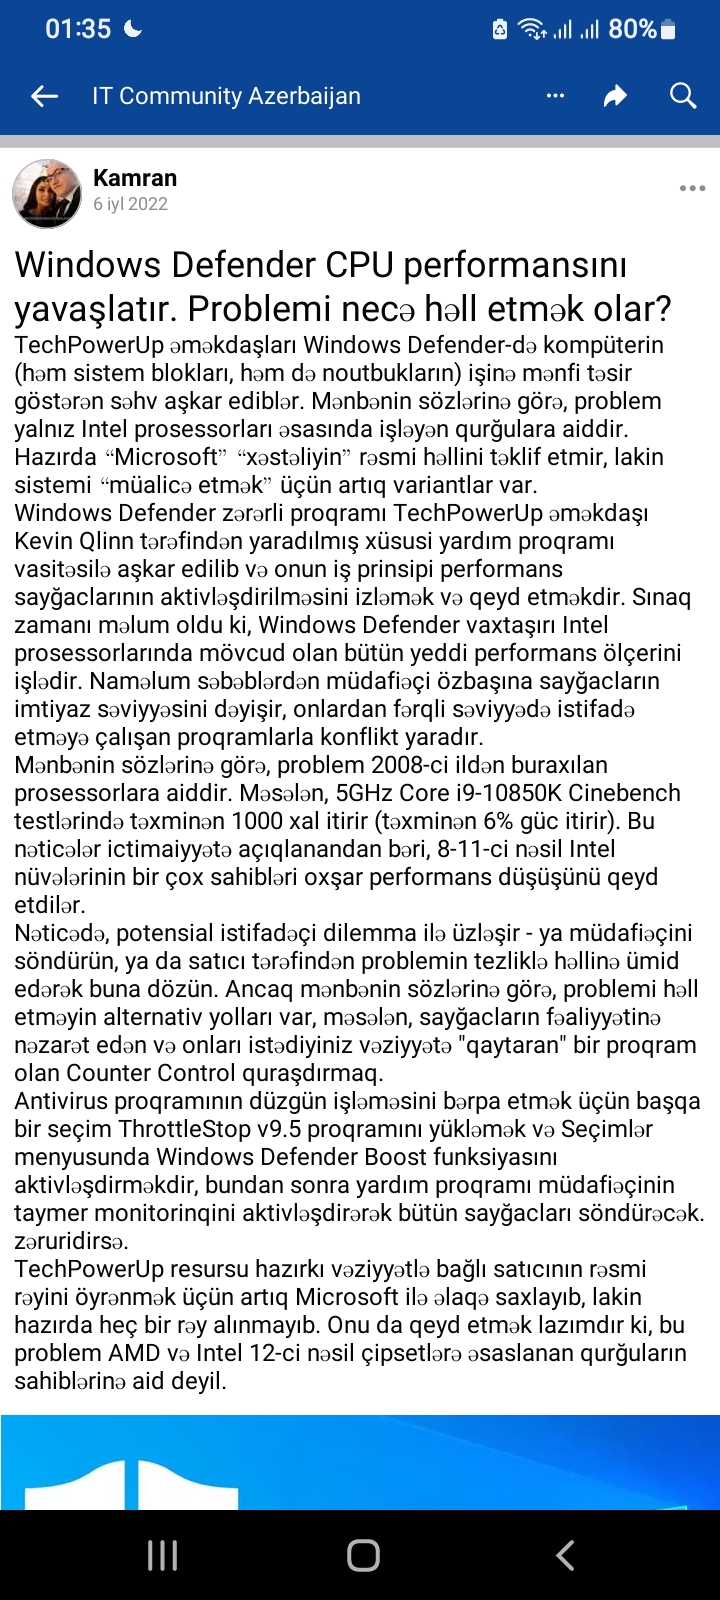 01:35
80%
IT Community Azerbaijan
Kamran
6 iyl 2022
Windows Defender CPU performansını
yavaşlatır. Problemi necə həll etmək olar?
TechPowerUp əməkdaşları Windows Defender-də kompüterin
(həm sistem blokları, həm də noutbukların) işinə mənfi təsir
göstərən səhv aşkar ediblər. Mənbənin sözlərinə görə, problem
yalnız Intel prosessorları əsasında işləyən qurğulara aiddir.
Hazırda “Microsoft” “xəstəliyin” rəsmi həllini təklif etmir, lakin
sistemi “müalicə etmək” üçün artıq variantlar var.
Windows Defender zərərli proqramı TechPowerUp əməkdaşı
Kevin Qlinn tərəfindən yaradılmış xüsusi yardım proqramı
vasitəsilə aşkar edilib və onun iş prinsipi performans
sayğaclarının aktivləşdirilməsini izləmək və qeyd etməkdir. Sınaq
zamanı məlum oldu ki, Windows Defender vaxtaşırı Intel
prosessorlarında mövcud olan bütün yeddi performans ölçerini
işlədir. Naməlum səbəblərdən müdafiəçi özbaşına sayğacların
imtiyaz səviyyəsini dəyişir, onlardan fərqli səviyyədə istifadə
etməyə çalışan proqramlarla konflikt yaradır.
Mənbənin sözlərinə görə, problem 2008-ci ildən buraxılan
prosessorlara aiddir. Məsələn, 5GHz Core i9-10850K Cinebench
testlərində təxminən 1000 xal itirir (təxminən 6% güc itirir). Bu
nəticələr ictimaiyyətə açıqlanandan bəri, 8-11-ci nəsil Intel
nüvələrinin bir çox sahibləri oxşar performans düşüşünü qeyd
etdilər.
Nəticədə, potensial istifadəçi dilemma ilə üzləşir - ya müdafiəçini
söndürün, ya da satıcı tərəfindən problemin tezliklə həllinə ümid
edərək buna dözün. Ancaq mənbənin sözlərinə görə, problemi həll
etməyin alternativ yolları var, məsələn, sayğacların fəaliyyətinə
nəzarət edən və onları istədiyiniz vəziyyətə "qaytaran" bir proqram
olan Counter Control quraşdırmaq.
Antivirus proqramının düzgün işləməsini bərpa etmək üçün başqa
bir seçim ThrottleStop v9.5 proqramını yükləmək və Seçimlər
menyusunda Windows Defender Boost funksiyasını
aktivləşdirməkdir, bundan sonra yardım proqramı müdafiəçinin
taymer monitorinqini aktivləşdirərək bütün sayğacları söndürəcək.
zəruridirsə.
TechPowerUp resursu hazırkı vəziyyətlə bağlı satıcının rəsmi
rəyini öyrənmək üçün artıq Microsoft ilə əlaqə saxlayıb, lakin
hazırda heç bir rəy alınmayıb. Onu da qeyd etmək lazımdır ki, bu
problem AMD və Intel 12-ci nəsil çipsetlərə əsaslanan qurğuların
sahiblərinə aid deyil.